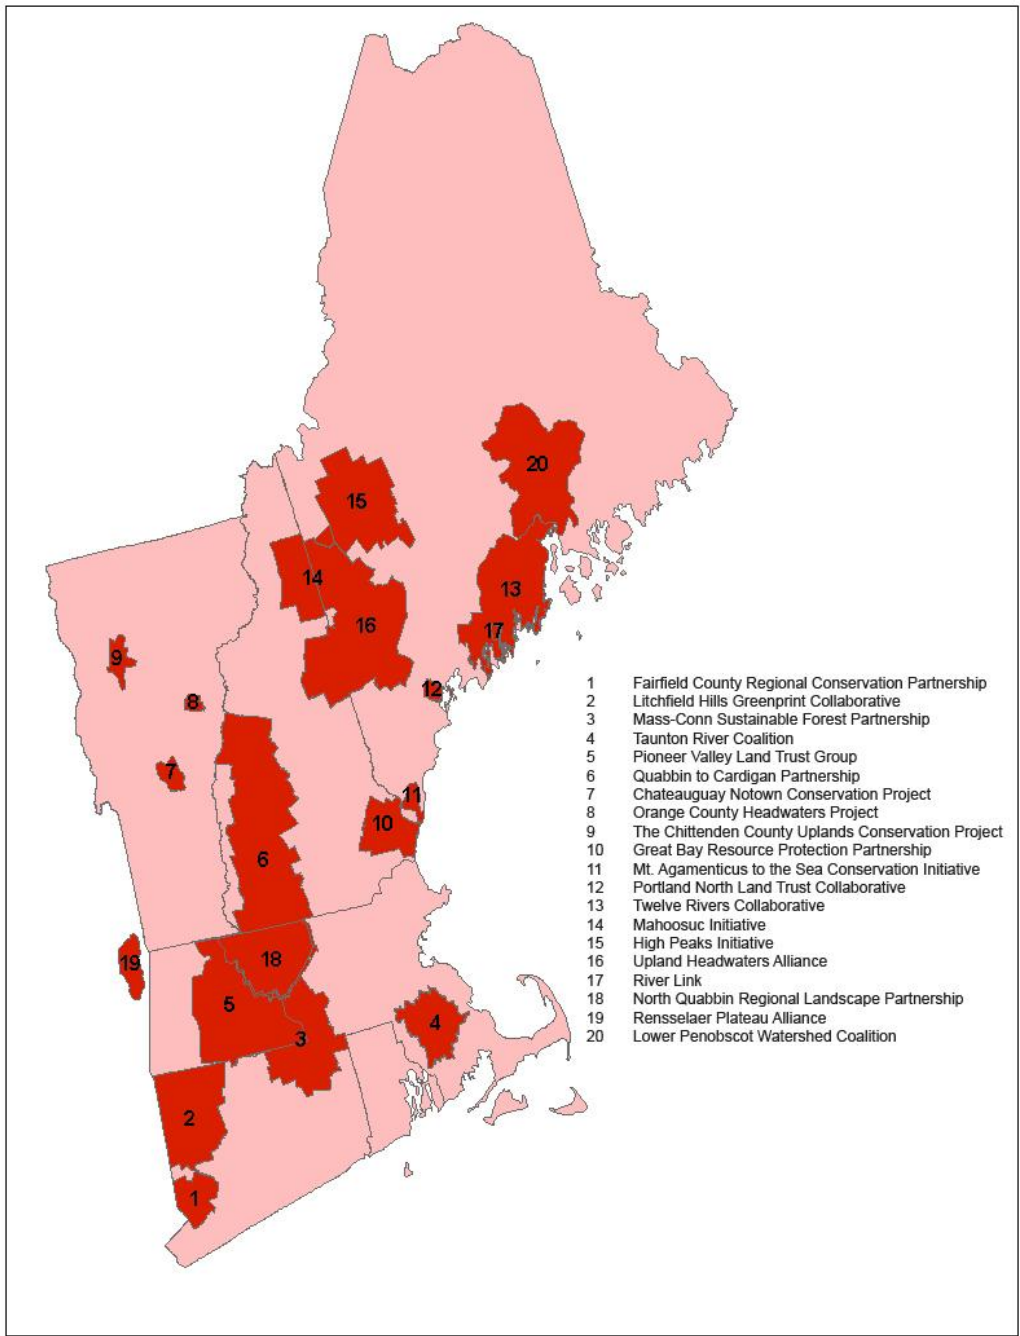 20
15
14
13
16
17
9
12
8
7
11
10
6
18
19
5
4
3
2
1
1 Fairfield County Regional Conservation Partnership
2 Litchfield Hills Greenprint Collaborative
3 Mass-Conn Sustainable Forest Partnership
4 Taunton River Coalition
5 Pioneer Valley Land Trust Group
6 Quabbin to Cardigan Partnership
7 Chateauguay Notown Conservation Project
8 Orange County Headwaters Project
9 The Chittenden County Uplands Conservation Project
10 Great Bay Resource Protection Partnership
11 Mt. Agamenticus to the Sea Conservation Initiative
12 Portland North Land Trust Collaborative
13 Twelve Rivers Collaborative
14 Mahoosuc Initiative
15 High Peaks Initiative
16 Upland Headwaters Alliance
17 River Link
18 North Quabbin Regional Landscape Partnership
19 Rensselaer Plateau Alliance
20 Lower Penobscot Watershed Coalition